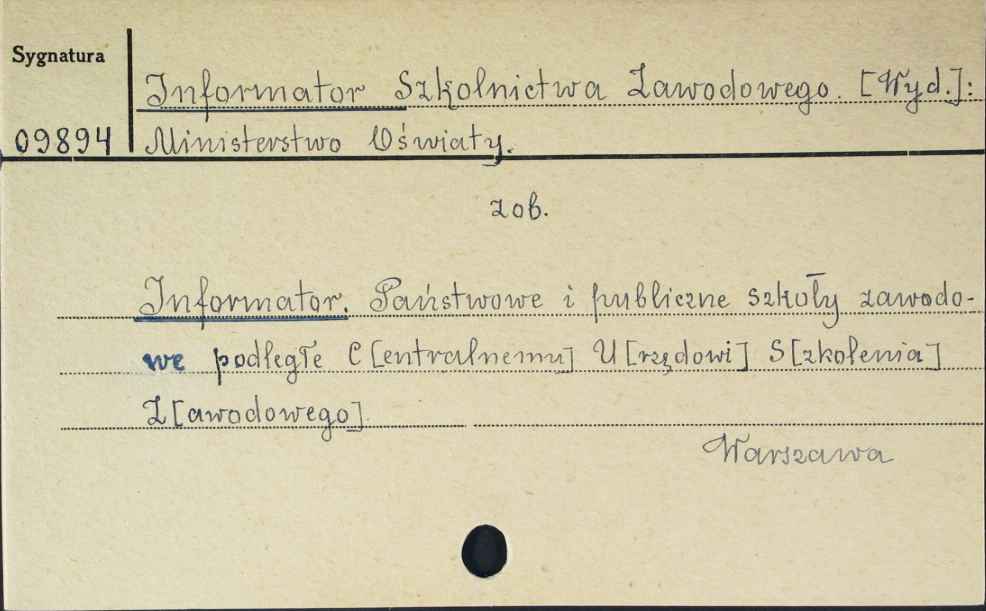 Sygnatura
Informator Szkolnictwa Zawodowego. [Wyd.]:
09894 Ministerstwo Oświaty.
zob.
Informator. Państwowe i publiczne szkoły zawodo-
we podległe C[entralnemu] U[rzędowi] S[zkolenia]
Z[awodowego].
Warszawa